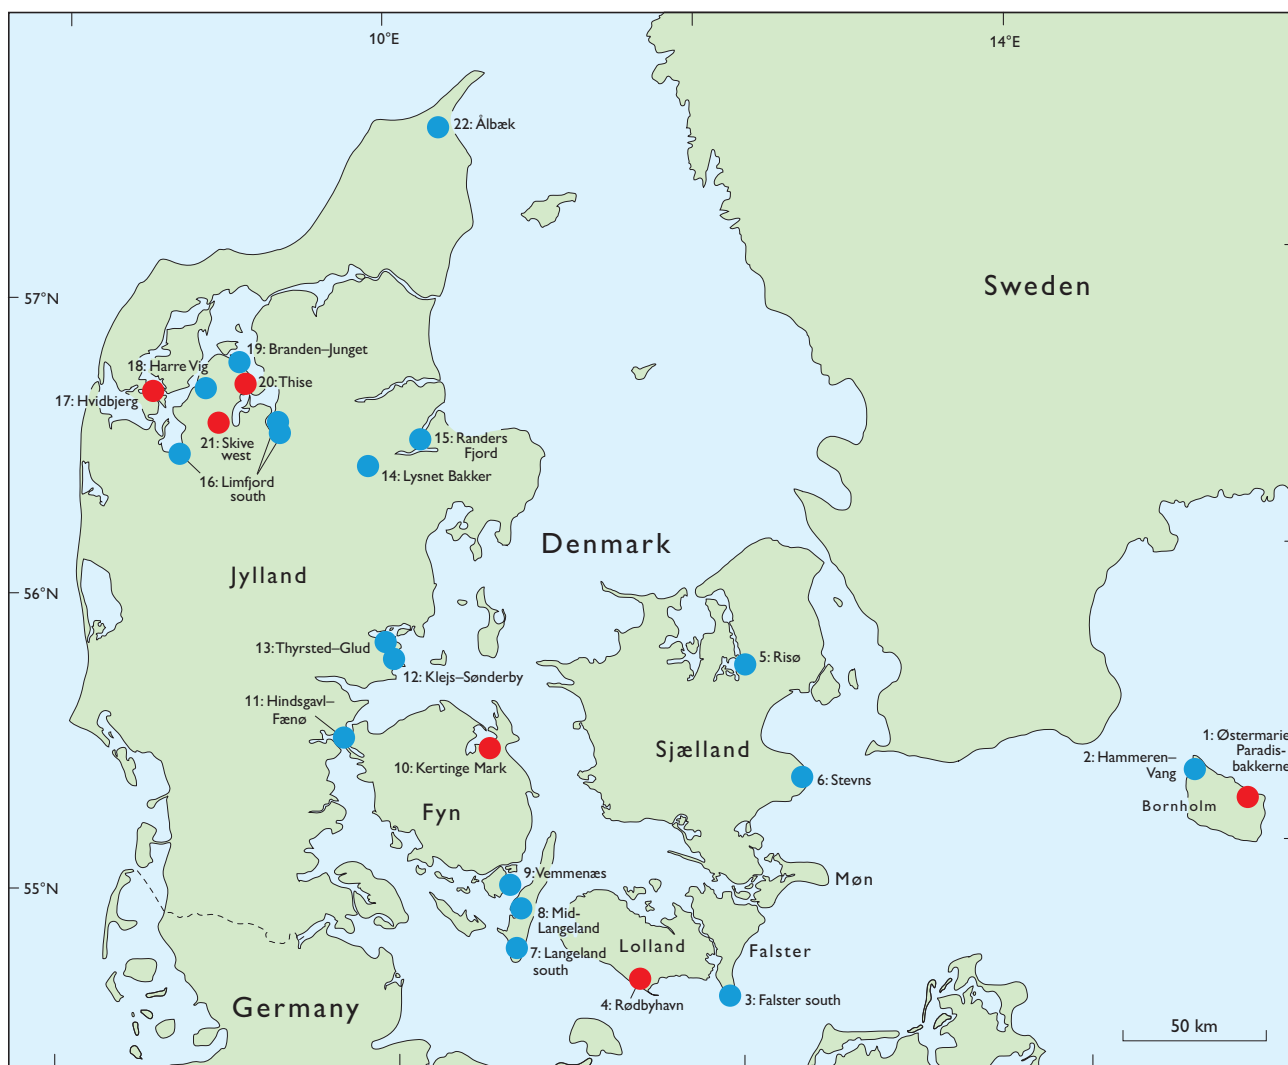 10°E
14°E
22: Ålbæk
Sweden
57°N
19: Branden–Junget
18: Harre Vig
20: Thise
17: Hvidbjerg
21: Skive
west
15: Randers
Fjord
14: Lysnet Bakker
16: Limfjord
south
Denmark
Jylland
56°N
13: Thyrsted–Glud
5: Risø
12: Klejs–Sønderby
11: Hindsgavl–
Fænø
1: Østermarie
Paradis-
bakkerne
Sjælland
2: Hammeren–
Vang
10: Kertinge Mark
6: Stevns
Bornholm
Fyn
9: Vemmenæs
Møn
55°N
8: Mid-
Langeland
Lolland
Falster
7: Langeland
south
Germany
4: Rødbyhavn
3: Falster south
50 km